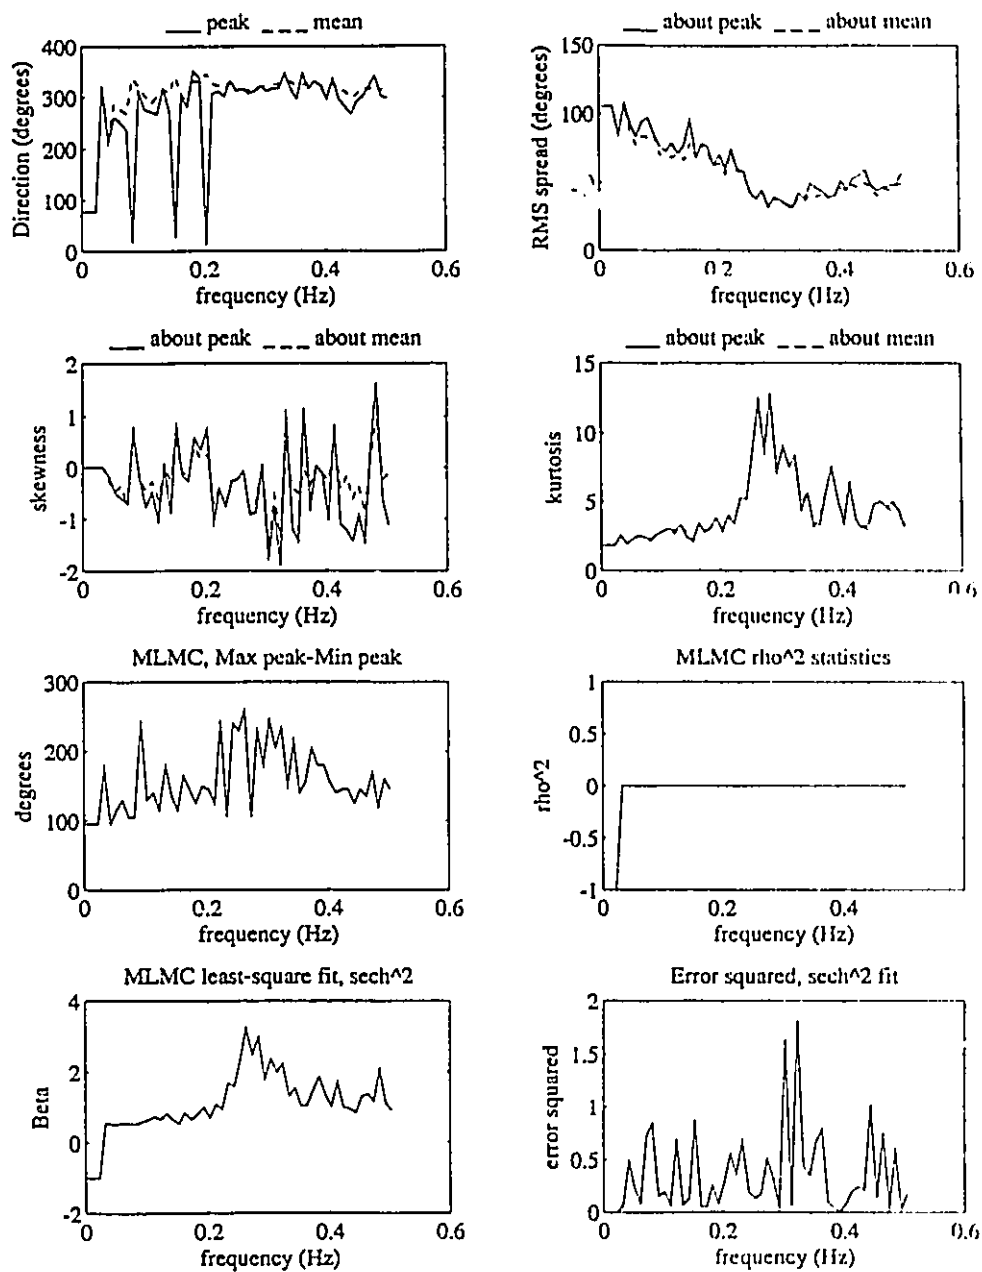 peak mean
400
300
200
100
0
Direction (degrees)
0 0.2 0.4 0.6
frequency (Hz)
about peak about mean
150
100
0
RMS spread (degrees)
0 0.2 0.4 0.6
frequency (Hz)
about peak about mean
2
1
0
-1
-2
skewness
0 0.2 0.4 0.6
frequency (Hz)
about peak about mean
15
10
5
0
kurtosis
0 0.2 0.4 0.6
frequency (Hz)
MLMC, Max peak-Min peak
300
200
100
0
degrees
0 0.2 0.4 0.6
frequency (Hz)
MLMC rho^2 statistics
1
0.5
0
-0.5
-1
rho^2
0 0.2 0.4 0.6
frequency (Hz)
MLMC least-square fit, sech^2
4
2
0
-2
Beta
0 0.2 0.4 0.6
frequency (Hz)
Error squared, sech^2 fit
2
1.5
1
0.5
0
error squared
0 0.2 0.4 0.6
frequency (Hz)